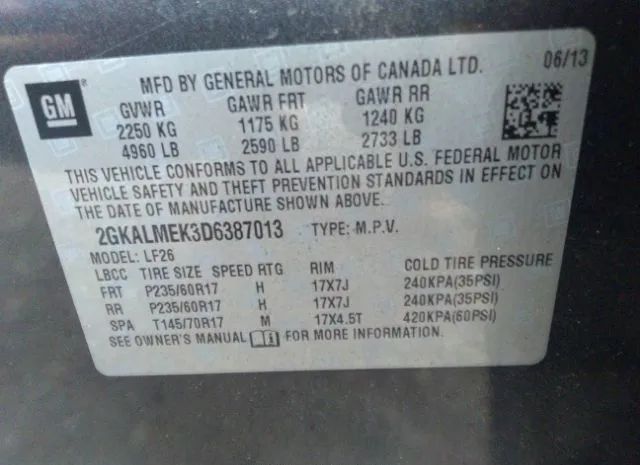 06/13
GM
MFD BY GENERAL MOTORS OF CANADA LTD.
GVWR GAWR FRT GAWR RR
2250 KG 1175 KG 1240 KG
4960 LB 2590 LB 2733 LB
THIS VEHICLE CONFORMS TO ALL APPLICABLE U.S. FEDERAL MOTOR
VEHICLE SAFETY AND THEFT PREVENTION STANDARDS IN EFFECT ON
THE DATE OF MANUFACTURE SHOWN ABOVE.
2GKALMEK3D6387013 TYPE: M.P.V.
MODEL: LF26
LBCC TIRE SIZE SPEED RTG RIM COLD TIRE PRESSURE
FRT P235/60R17 H 17X7J 240KPA(35PSI)
RR P235/60R17 H 17X7J 240KPA(35PSI)
SPA T145/70R17 M 17X4.5T 420KPA(60PSI)
SEE OWNER'S MANUAL FOR MORE INFORMATION.